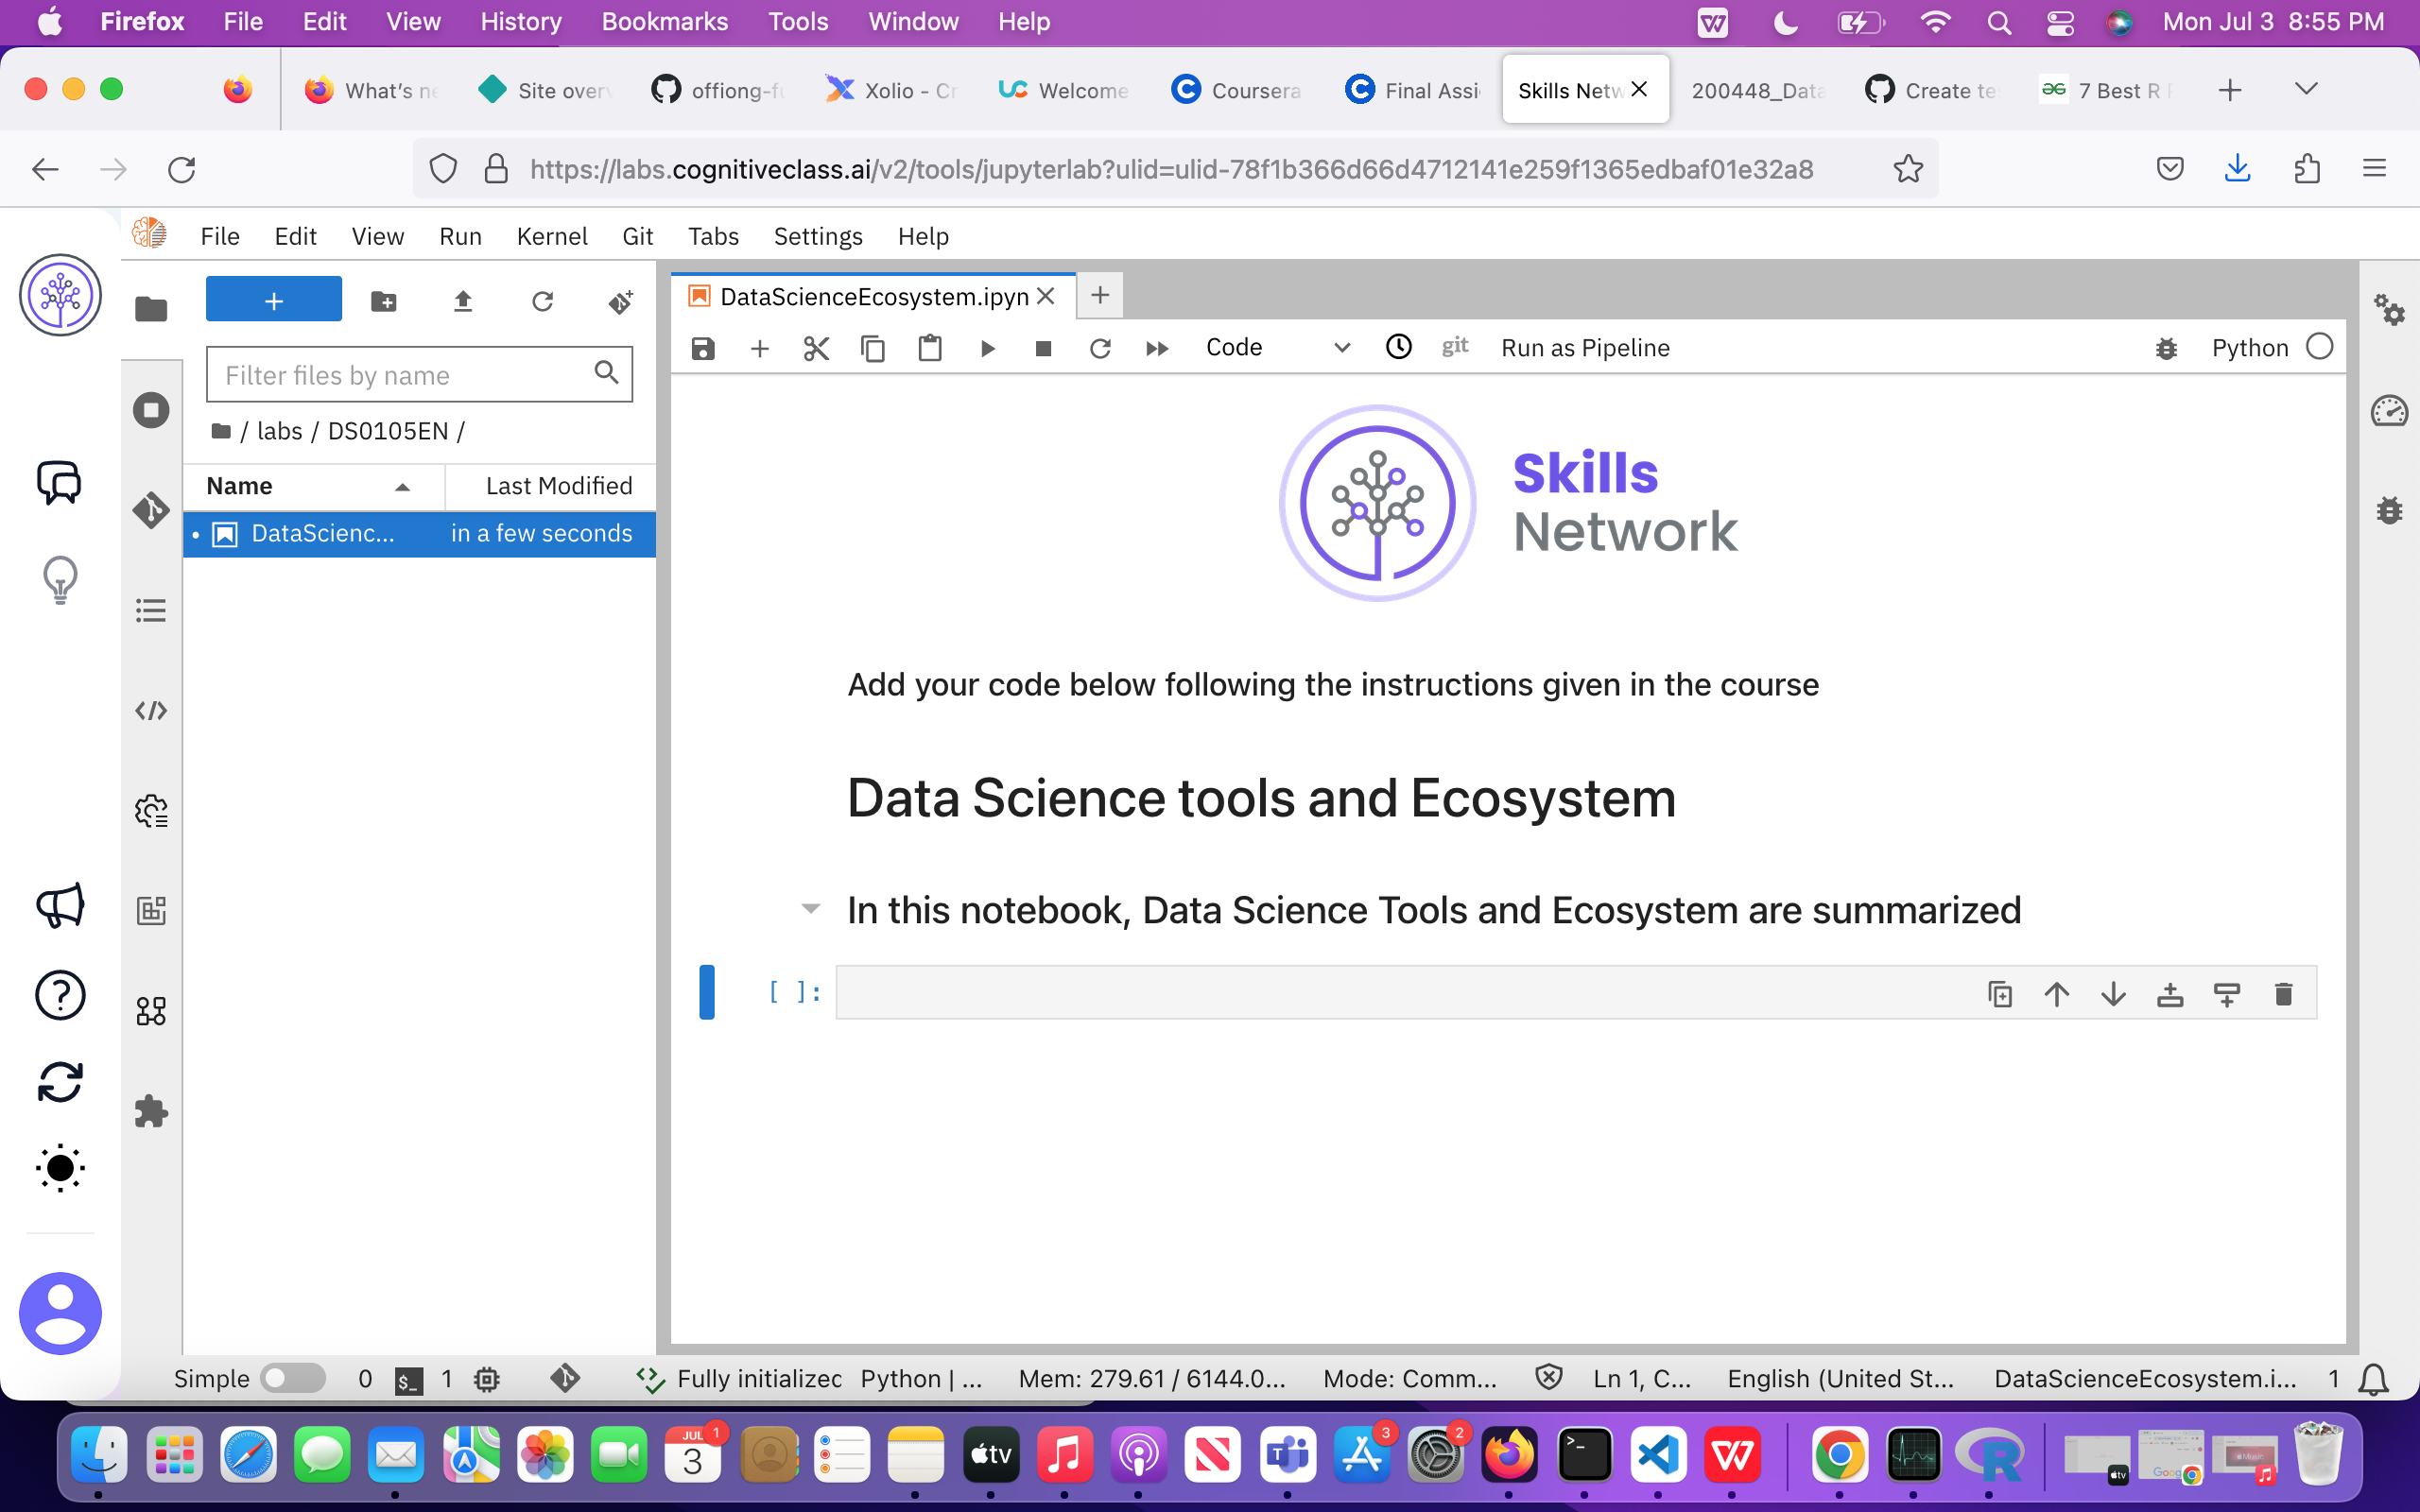 Firefox File Edit View History Bookmarks Tools Window Help Mon Jul 3 8:55 PM
What's ne Site over offiong-fu Xolio - Cr Welcome Coursera Final Assi Skills Netw 200448_Data Create te 7 Best R P
https://labs.cognitiveclass.ai/v2/tools/jupyterlab?ulid=ulid-78f1b366d66d4712141e259f1365edbaf01e32a8
File Edit View Run Kernel Git Tabs Settings Help
DataScienceEcosystem.ipyn
Code git Run as Pipeline Python
Filter files by name
/ labs / DS0105EN /
Name Last Modified
DataScienc... in a few seconds
Skills
Network
Add your code below following the instructions given in the course
Data Science tools and Ecosystem
In this notebook, Data Science Tools and Ecosystem are summarized
[ ]:
Simple 0 $_ 1 Fully initialized Python | ... Mem: 279.61 / 6144.0... Mode: Comm... Ln 1, C... English (United St... DataScienceEcosystem.i... 1
JUL 3 1 tv 3 2